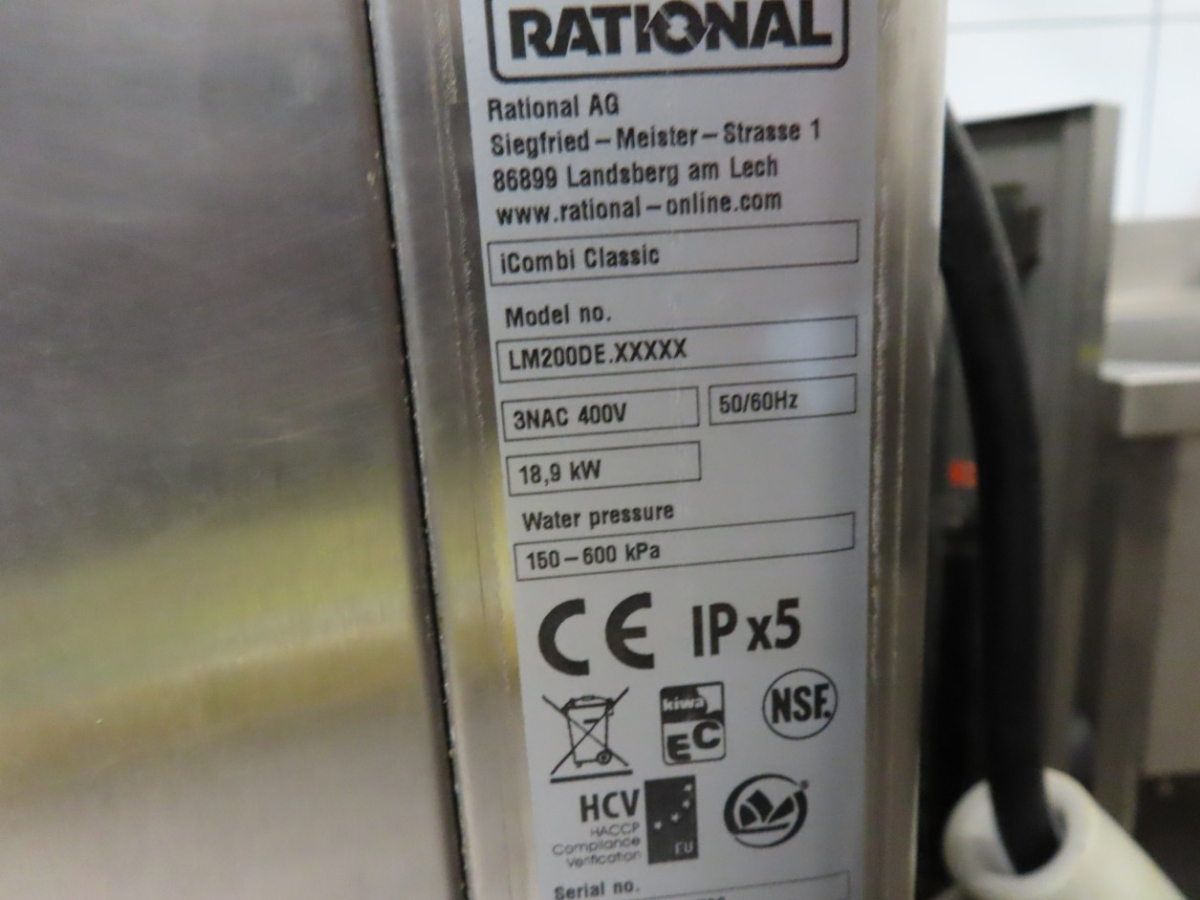 RATIONAL
Rational AG
Siegfried – Meister – Strasse 1
86899 Landsberg am Lech
www.rational – online.com
iCombi Classic
Model no.
LM200DE.XXXXX
3NAC 400V 50/60Hz
18,9 kW
Water pressure
150 – 600 kPa
CE IP x5
kiwa
EC
NSF.
HCV
HACCP
Compliance
Verification
EU
Serial no.